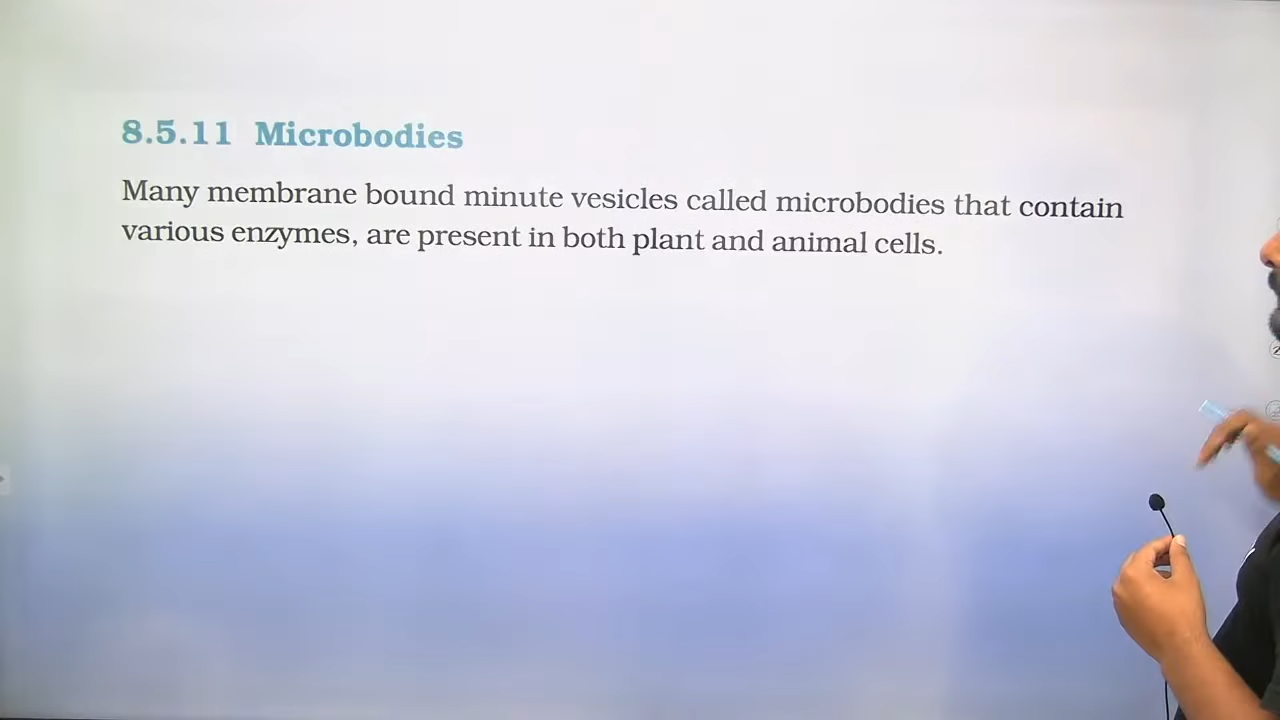 8.5.11 Microbodies
Many membrane bound minute vesicles called microbodies that contain
various enzymes, are present in both plant and animal cells.